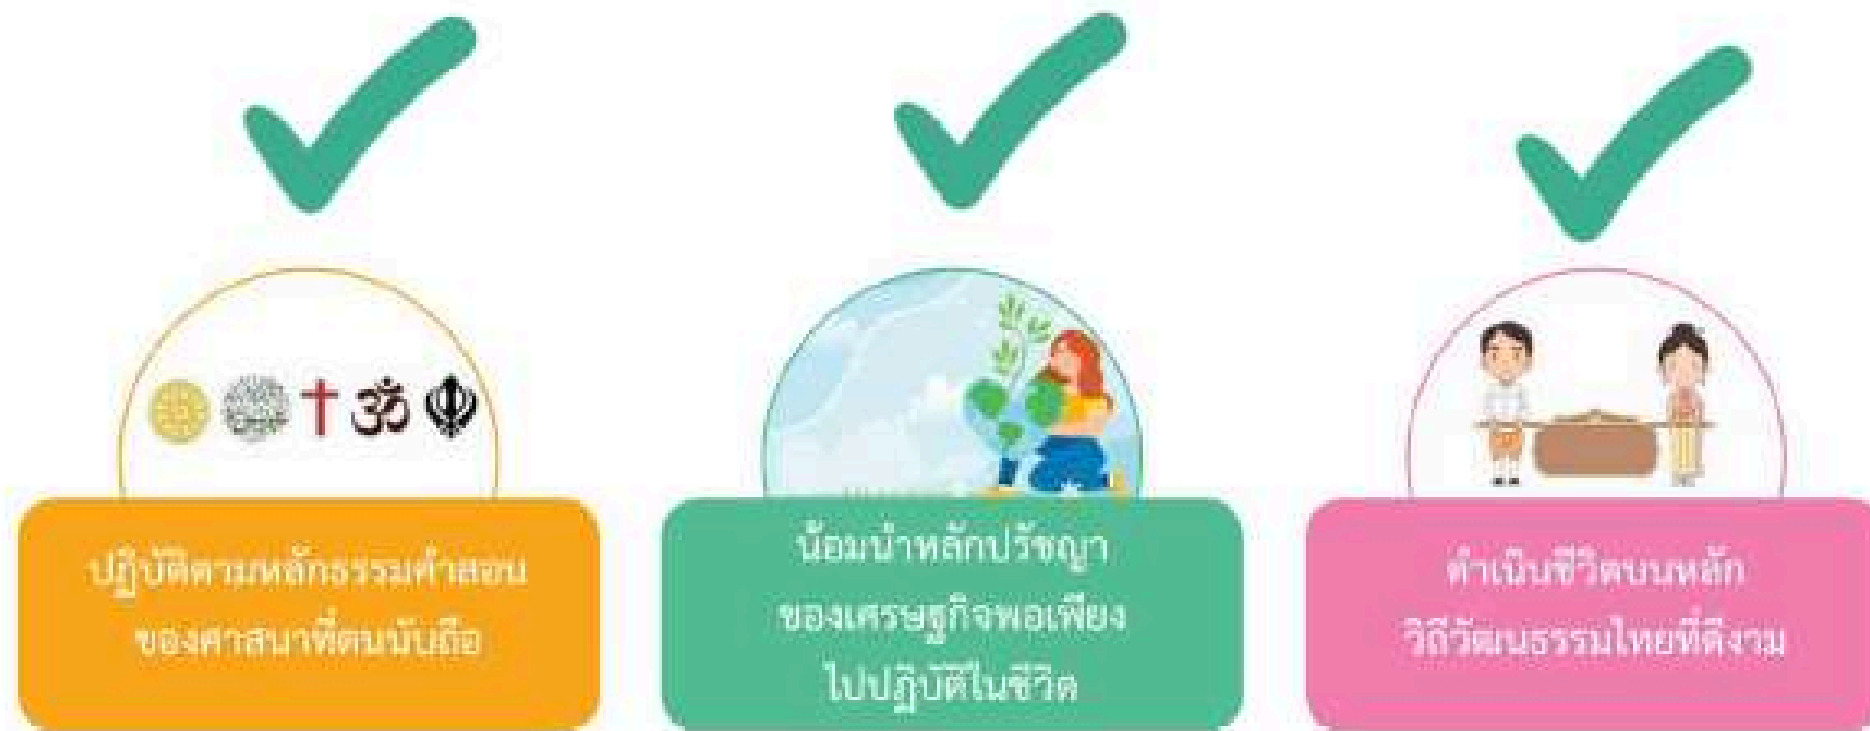 ปฏิบัติตามหลักธรรมคำสอน
ของศาสนาที่ตนนับถือ
น้อมนำหลักปรัชญา
ของเศรษฐกิจพอเพียง
ไปปฏิบัติในชีวิต
ดำเนินชีวิตบนหลัก
วิถีวัฒนธรรมไทยที่ดีงาม